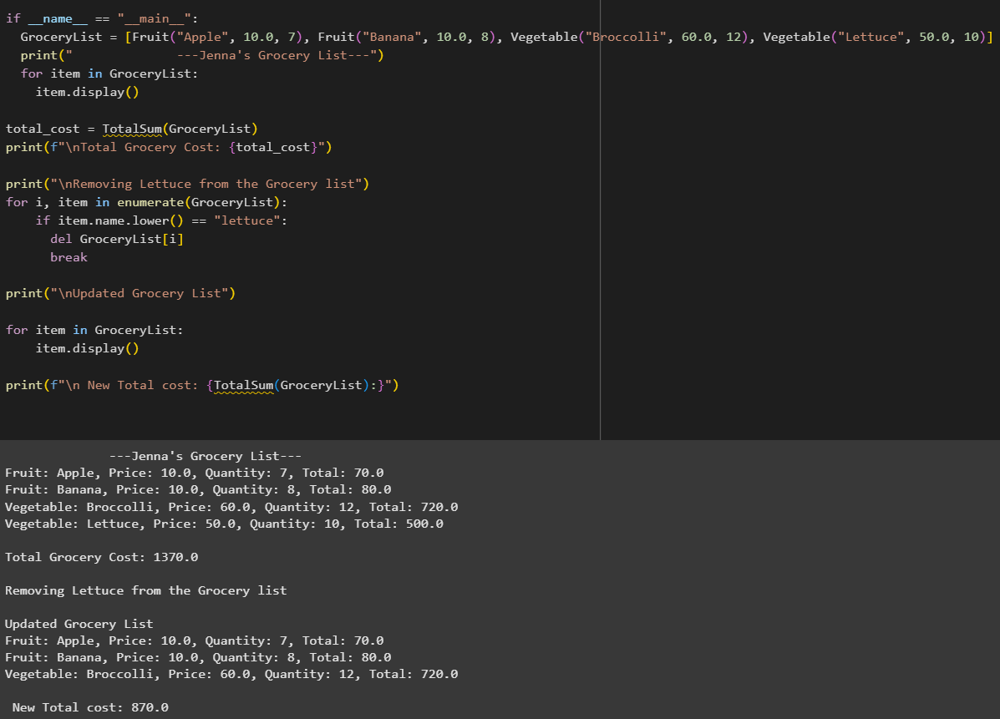 if __name__ == "__main__":
  GroceryList = [Fruit("Apple", 10.0, 7), Fruit("Banana", 10.0, 8), Vegetable("Broccolli", 60.0, 12), Vegetable("Lettuce", 50.0, 10)]
  print("              ---Jenna's Grocery List---")
  for item in GroceryList:
    item.display()

total_cost = TotalSum(GroceryList)
print(f"\nTotal Grocery Cost: {total_cost}")

print("\nRemoving Lettuce from the Grocery list")
for i, item in enumerate(GroceryList):
    if item.name.lower() == "lettuce":
      del GroceryList[i]
      break

print("\nUpdated Grocery List")

for item in GroceryList:
    item.display()

print(f"\n New Total cost: {TotalSum(GroceryList):}")

              ---Jenna's Grocery List---
Fruit: Apple, Price: 10.0, Quantity: 7, Total: 70.0
Fruit: Banana, Price: 10.0, Quantity: 8, Total: 80.0
Vegetable: Broccolli, Price: 60.0, Quantity: 12, Total: 720.0
Vegetable: Lettuce, Price: 50.0, Quantity: 10, Total: 500.0

Total Grocery Cost: 1370.0

Removing Lettuce from the Grocery list

Updated Grocery List
Fruit: Apple, Price: 10.0, Quantity: 7, Total: 70.0
Fruit: Banana, Price: 10.0, Quantity: 8, Total: 80.0
Vegetable: Broccolli, Price: 60.0, Quantity: 12, Total: 720.0

 New Total cost: 870.0